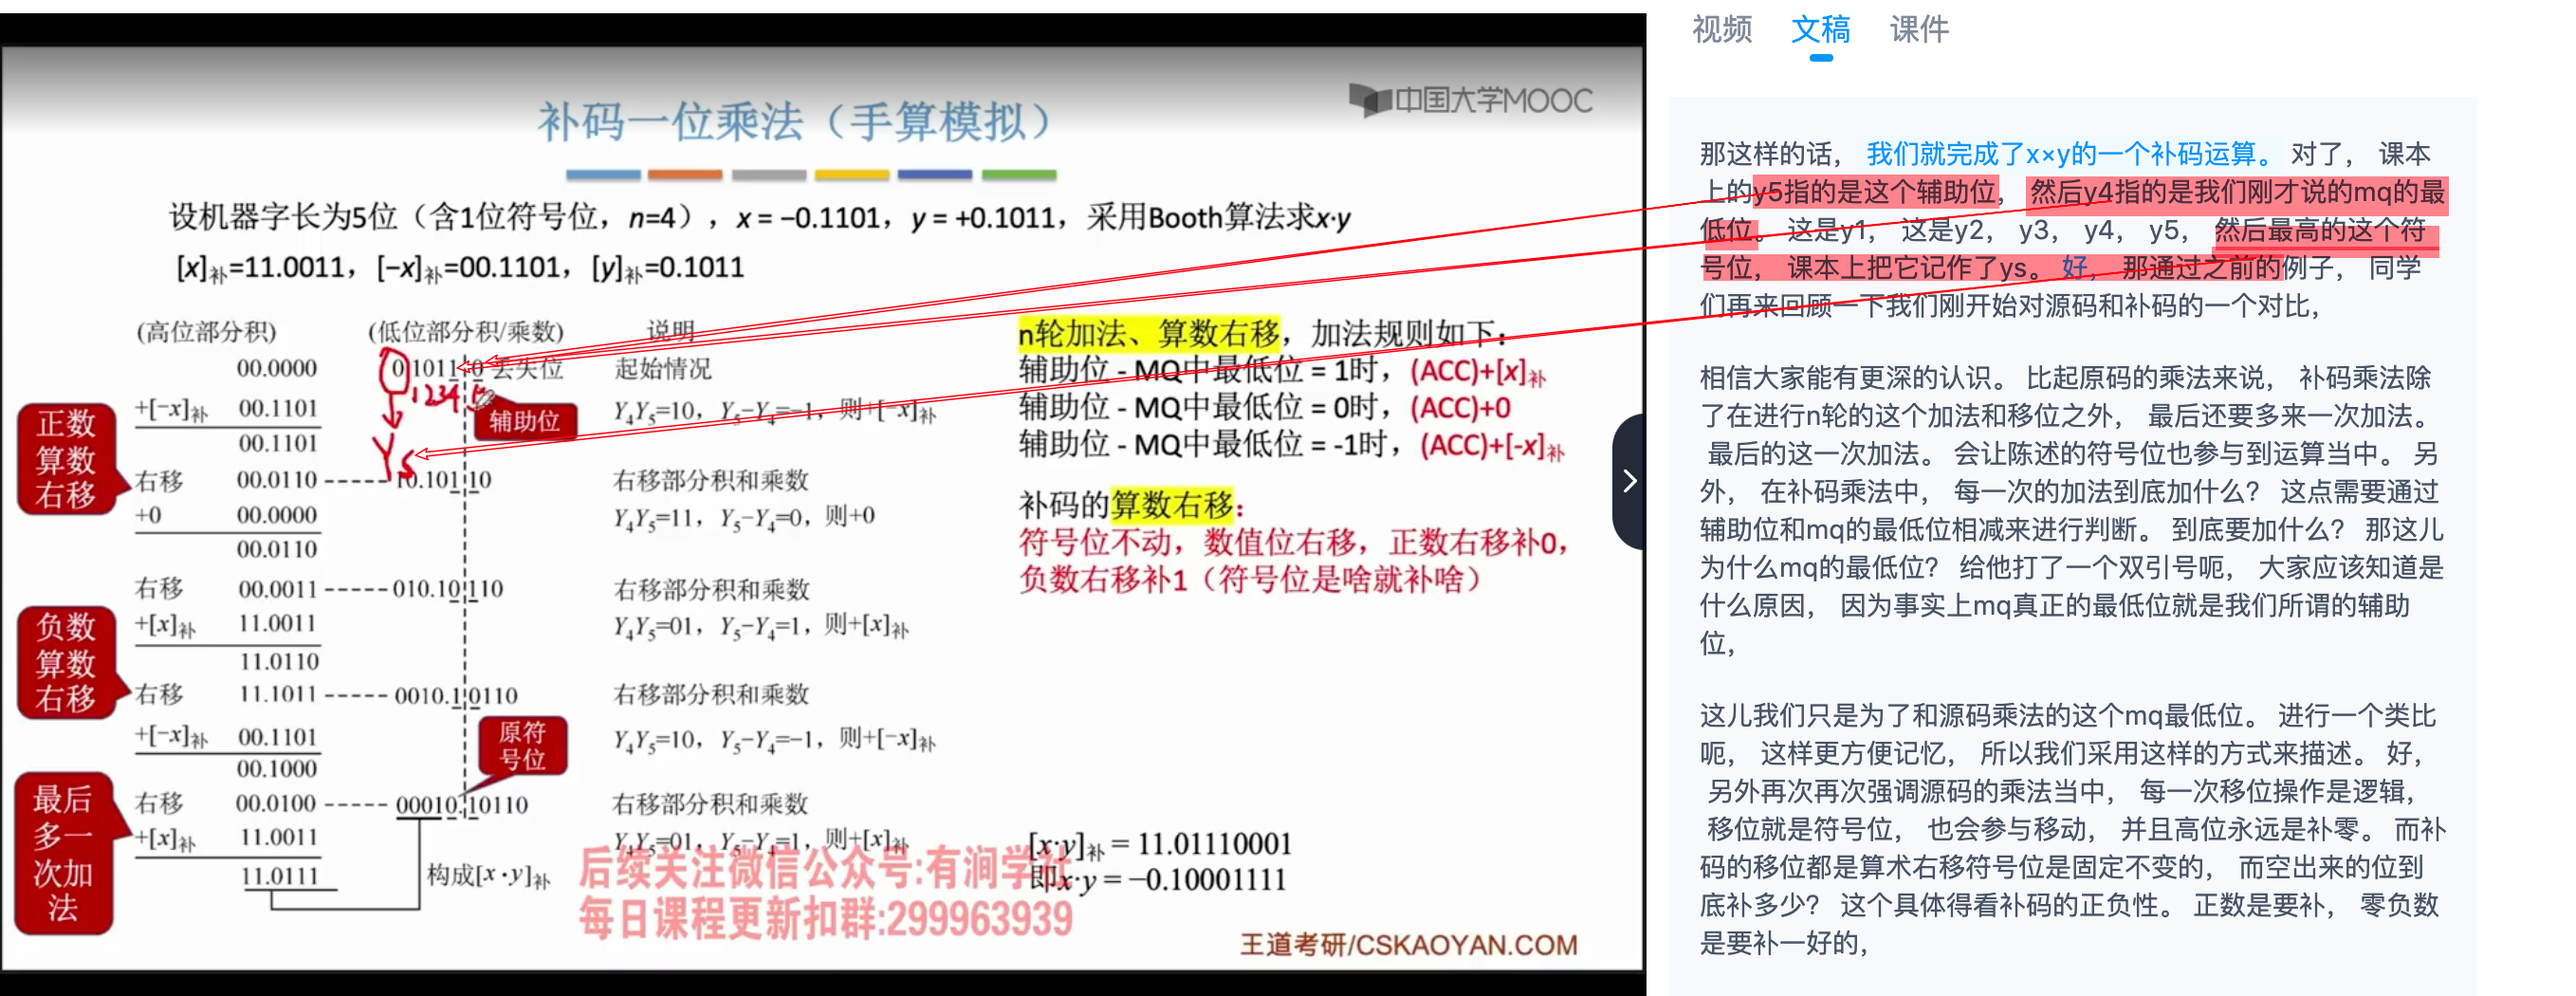 视频 文稿 课件
中国大学MOOC
补码一位乘法（手算模拟）
设机器字长为5位（含1位符号位，n=4），x = −0.1101，y = +0.1011，采用Booth算法求x·y
[x]补=11.0011，[−x]补=00.1101，[y]补=0.1011
(高位部分积) (低位部分积/乘数) 说明
00.0000 0.1011 0 丢失位 起始情况
1 2 3 4 5
+[−x]补 00.1101 Y4Y5=10，Y5−Y4=−1，则+[−x]补
辅助位
00.1101
Ys
右移 00.0110 ----- 10.10110 右移部分积和乘数
+0 00.0000 Y4Y5=11，Y5−Y4=0，则+0
00.0110
右移 00.0011 ----- 010.10110 右移部分积和乘数
+[x]补 11.0011 Y4Y5=01，Y5−Y4=1，则+[x]补
11.0110
右移 11.1011 ----- 0010.10110 右移部分积和乘数
+[−x]补 00.1101 Y4Y5=10，Y5−Y4=−1，则+[−x]补
00.1000
右移 00.0100 ----- 00010.10110 右移部分积和乘数
+[x]补 11.0011 Y4Y5=01，Y5−Y4=1，则+[x]补
11.0111 构成[x·y]补
正数
算数
右移
负数
算数
右移
原符
号位
最后
多一
次加
法
n轮加法、算数右移，加法规则如下：
辅助位 - MQ中最低位 = 1时，(ACC)+[x]补
辅助位 - MQ中最低位 = 0时，(ACC)+0
辅助位 - MQ中最低位 = -1时，(ACC)+[-x]补
补码的算数右移：
符号位不动，数值位右移，正数右移补0，
负数右移补1（符号位是啥就补啥）
[x·y]补 = 11.01110001
即x·y = −0.10001111
后续关注微信公众号:有涧学社
每日课程更新扣群:299963939
王道考研/CSKAOYAN.COM
那这样的话， 我们就完成了x×y的一个补码运算。 对了， 课本
上的y5指的是这个辅助位， 然后y4指的是我们刚才说的mq的最
低位。 这是y1， 这是y2， y3， y4， y5， 然后最高的这个符
号位， 课本上把它记作了ys。 好， 那通过之前的例子， 同学
们再来回顾一下我们刚开始对源码和补码的一个对比，
相信大家能有更深的认识。 比起原码的乘法来说， 补码乘法除
了在进行n轮的这个加法和移位之外， 最后还要多来一次加法。
最后的这一次加法。 会让陈述的符号位也参与到运算当中。 另
外， 在补码乘法中， 每一次的加法到底加什么？ 这点需要通过
辅助位和mq的最低位相减来进行判断。 到底要加什么？ 那这儿
为什么mq的最低位？ 给他打了一个双引号呃， 大家应该知道是
什么原因， 因为事实上mq真正的最低位就是我们所谓的辅助
位，
这儿我们只是为了和源码乘法的这个mq最低位。 进行一个类比
呃， 这样更方便记忆， 所以我们采用这样的方式来描述。 好，
另外再次再次强调源码的乘法当中， 每一次移位操作是逻辑，
移位就是符号位， 也会参与移动， 并且高位永远是补零。 而补
码的移位都是算术右移符号位是固定不变的， 而空出来的位到
底补多少？ 这个具体得看补码的正负性。 正数是要补， 零负数
是要补一好的，